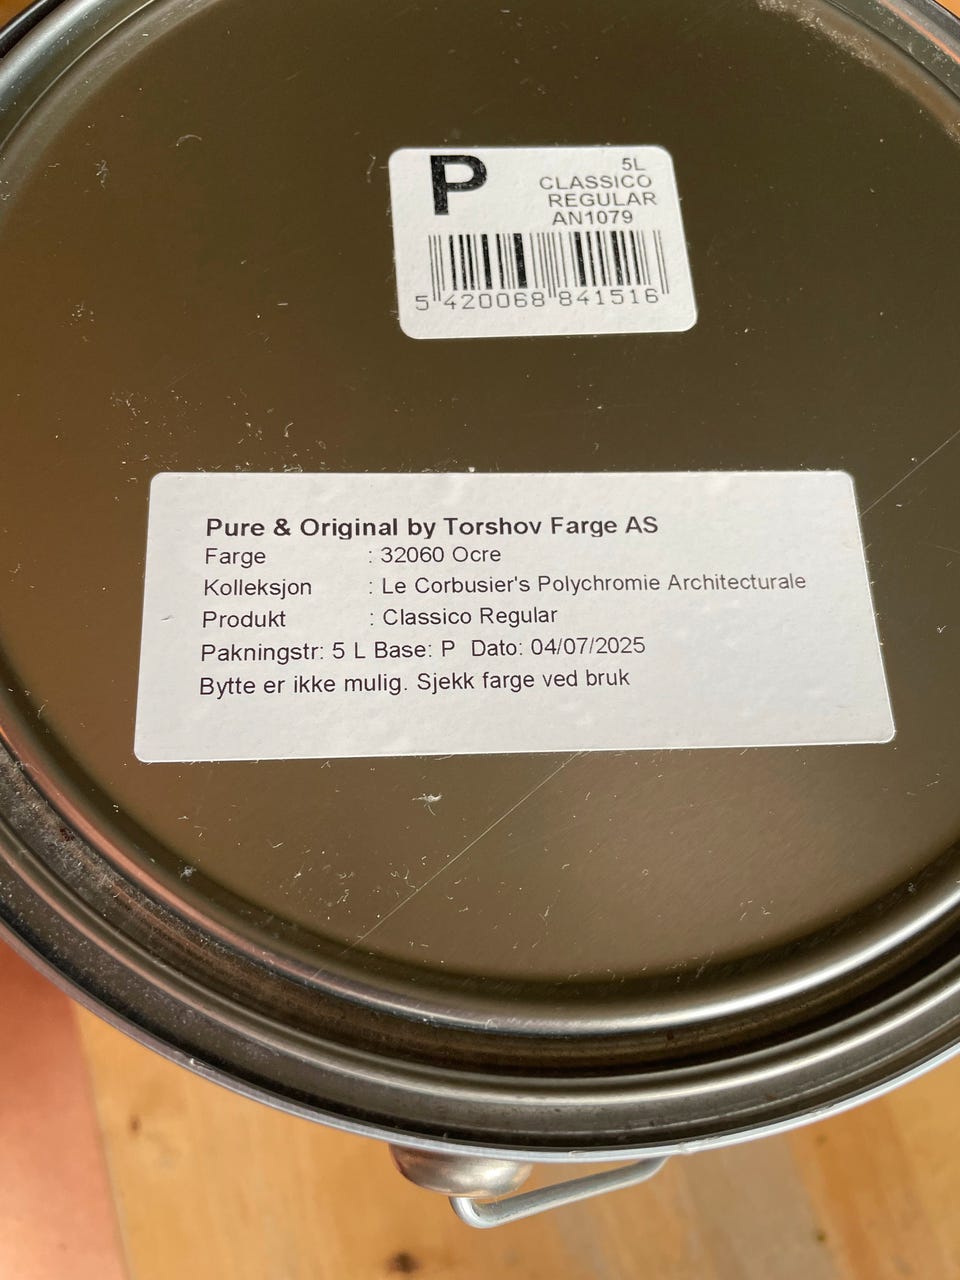 P
5L
CLASSICO
REGULAR
AN1079
5 420068 841516
Pure & Original by Torshov Farge AS
Farge : 32060 Ocre
Kolleksjon : Le Corbusier's Polychromie Architecturale
Produkt : Classico Regular
Pakningstr: 5 L Base: P Dato: 04/07/2025
Bytte er ikke mulig. Sjekk farge ved bruk